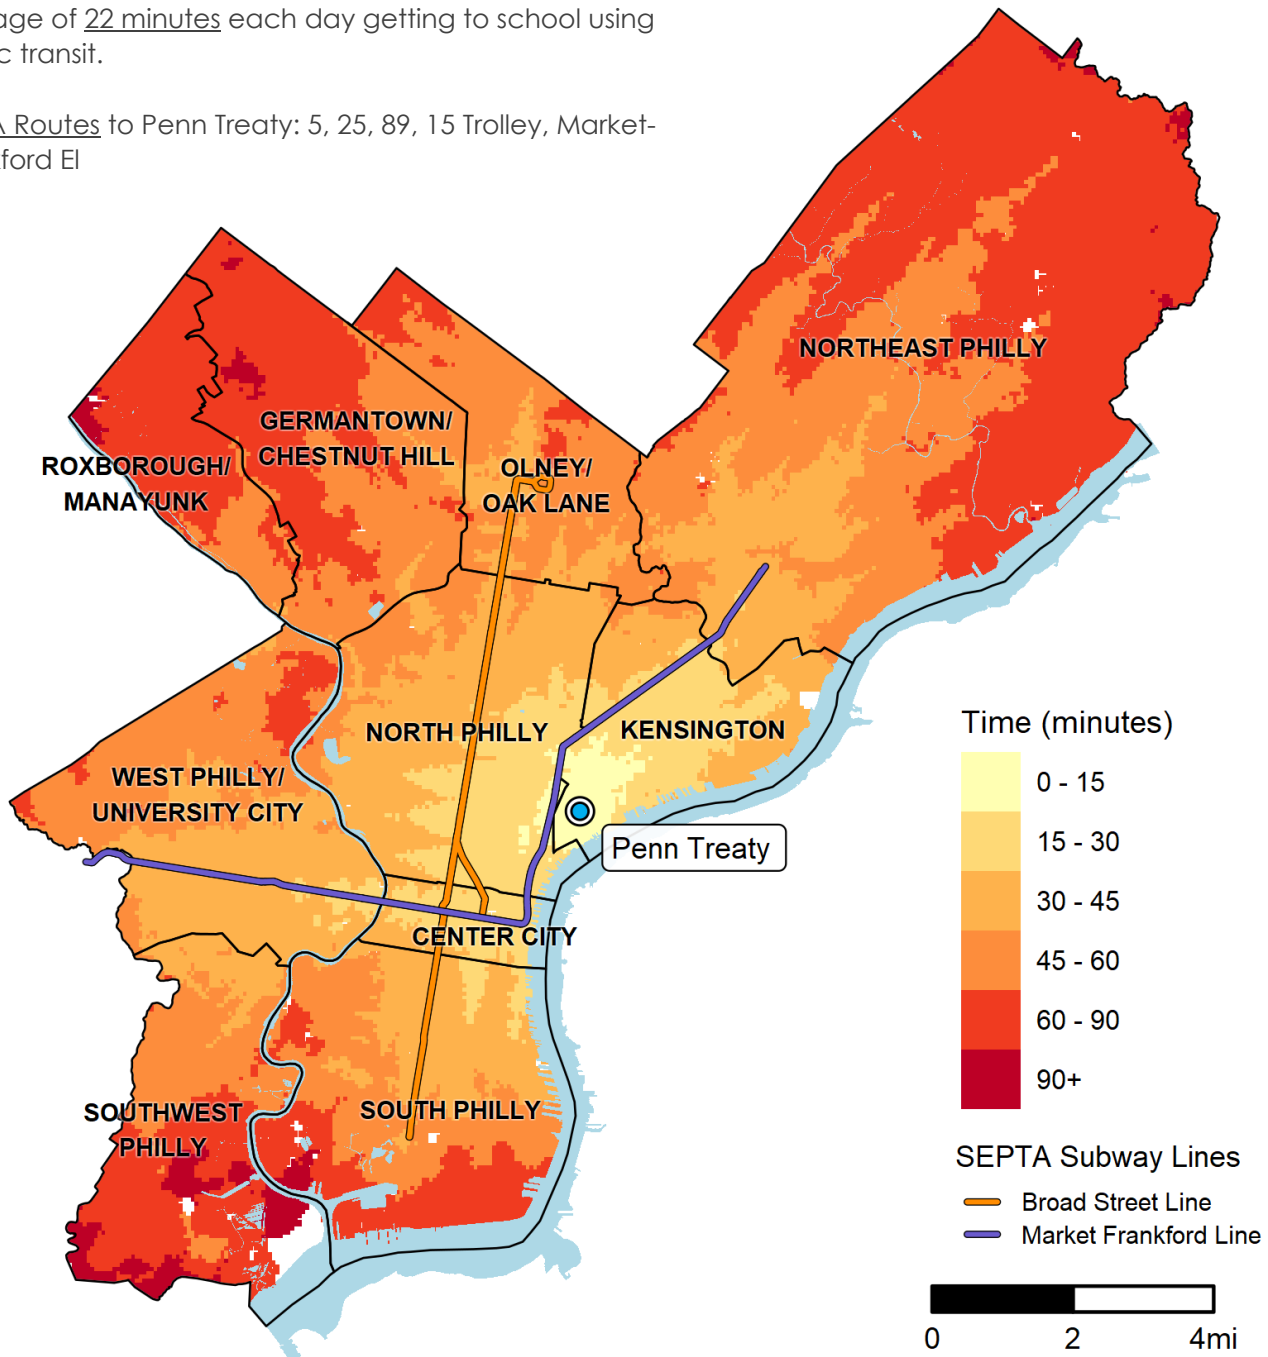 age of 22 minutes each day getting to school using
c transit.
A Routes to Penn Treaty: 5, 25, 89, 15 Trolley, Market-
ford El
NORTHEAST PHILLY
GERMANTOWN/
CHESTNUT HILL
ROXBOROUGH/
MANAYUNK
OLNEY/
OAK LANE
NORTH PHILLY
KENSINGTON
WEST PHILLY/
UNIVERSITY CITY
Penn Treaty
CENTER CITY
SOUTHWEST
PHILLY
SOUTH PHILLY
Time (minutes)
0 - 15
15 - 30
30 - 45
45 - 60
60 - 90
90+
SEPTA Subway Lines
Broad Street Line
Market Frankford Line
0 2 4mi